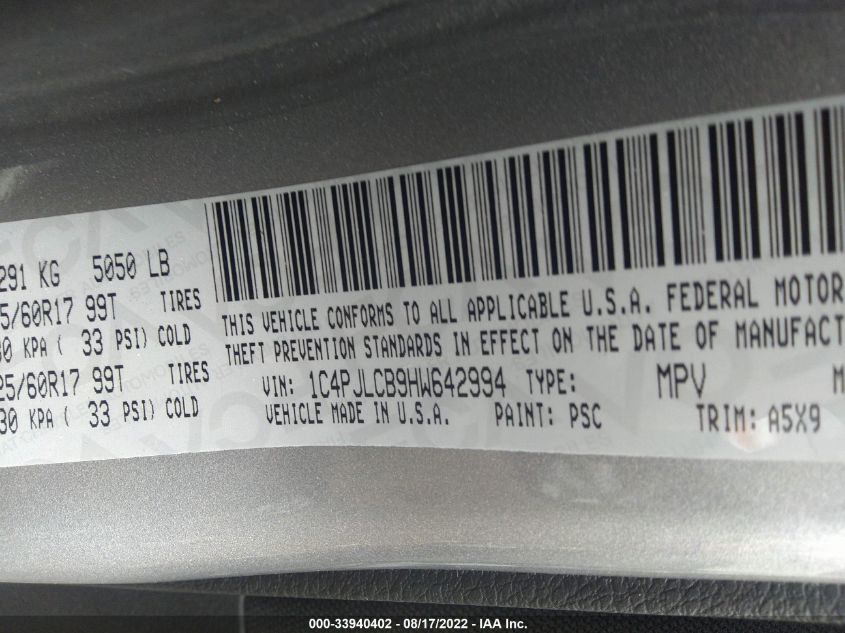 291 KG 5050 LB
5/60R17 99T TIRES
30 KPA ( 33 PSI) COLD
25/60R17 99T TIRES
30 KPA ( 33 PSI) COLD
THIS VEHICLE CONFORMS TO ALL APPLICABLE U.S.A. FEDERAL MOTOR
THEFT PREVENTION STANDARDS IN EFFECT ON THE DATE OF MANUFACT
VIN: 1C4PJLCB9HW642994 TYPE: MPV M
VEHICLE MADE IN U.S.A. PAINT: PSC TRIM: A5X9
000-33940402 - 08/17/2022 - IAA Inc.